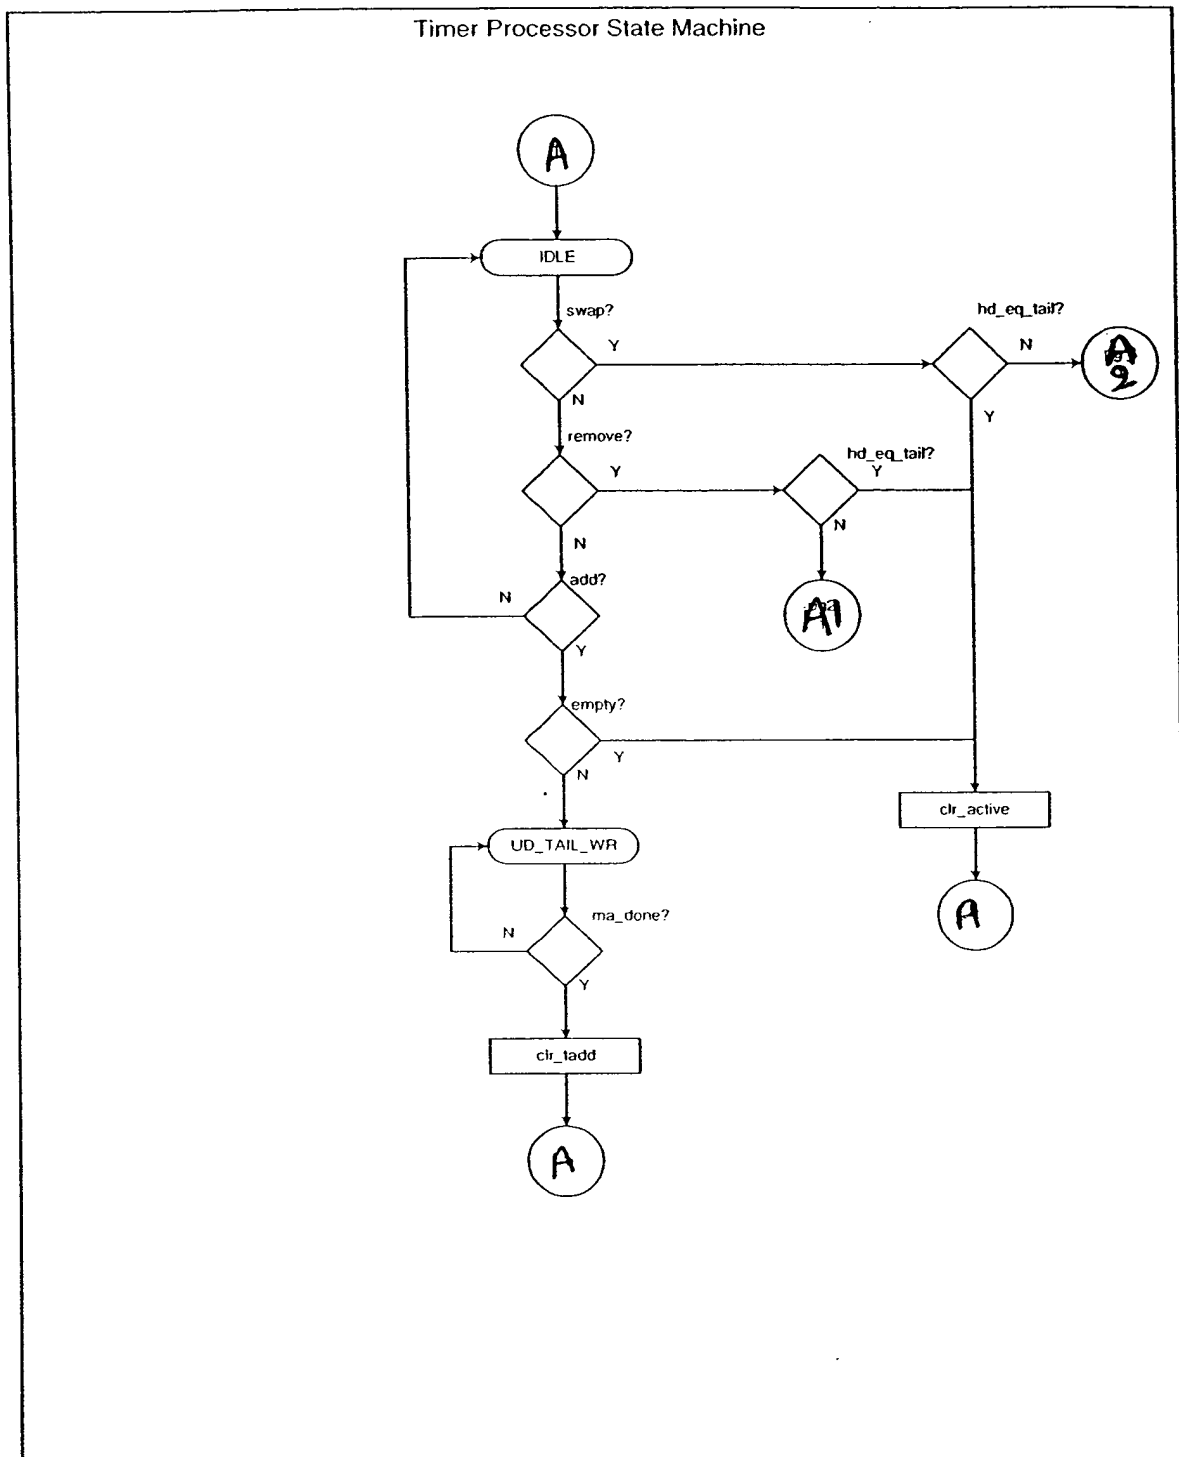 Timer Processor State Machine
A
IDLE
swap?
hd_eq_tail?
Y
N
A
2
N
Y
remove?
hd_eq_tail?
Y
Y
N
N
add?
N
A1
Y
empty?
Y
N
clr_active
UD_TAIL_WR
ma_done?
A
N
Y
clr_tadd
A